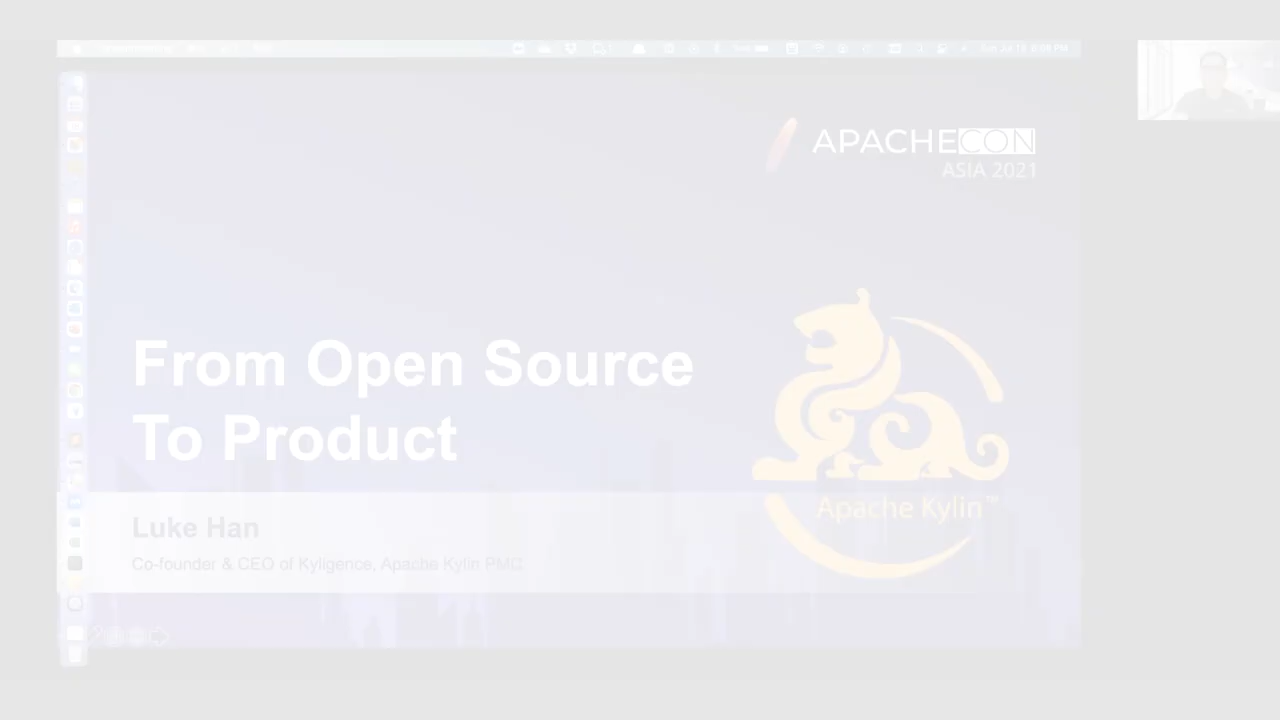 APACHECON
ASIA 2021
From Open Source
To Product
Luke Han
Co-founder & CEO of Kyligence, Apache Kylin PMC
Apache Kylin™